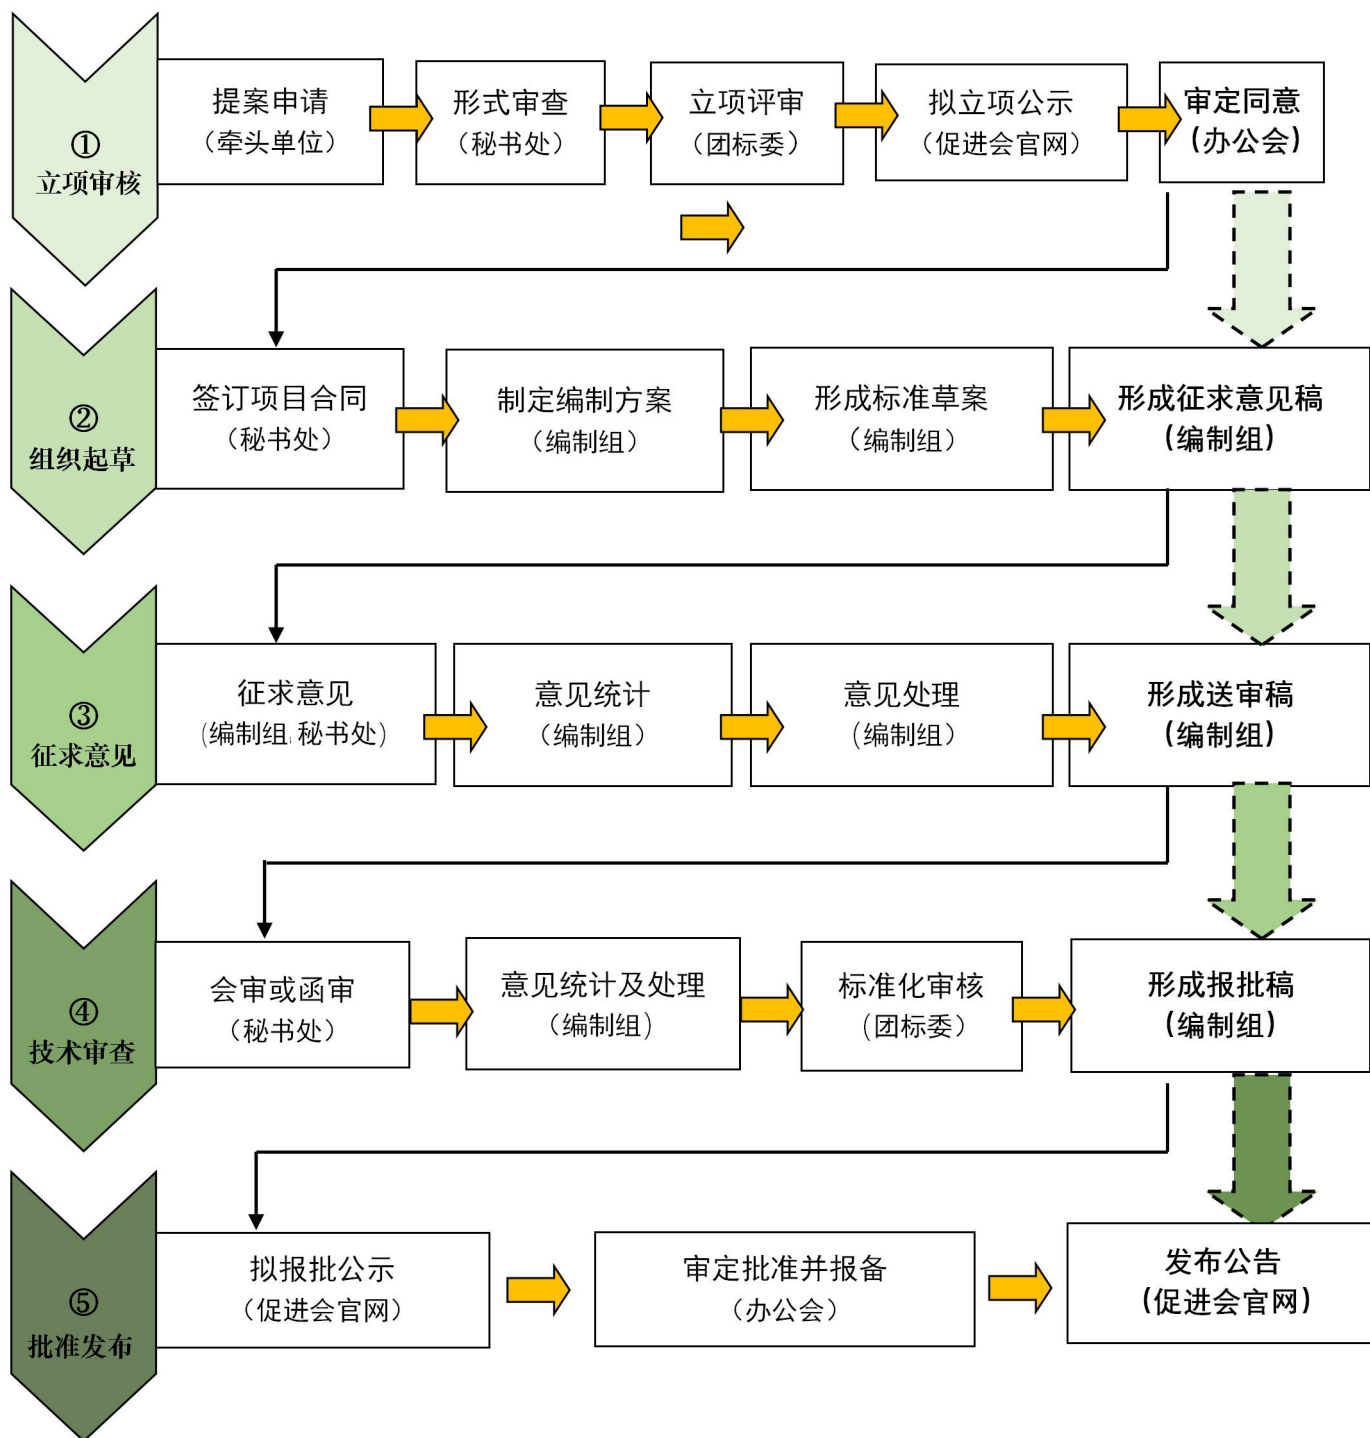 ①
立项审核
提案申请
（牵头单位）
形式审查
（秘书处）
立项评审
（团标委）
拟立项公示
（促进会官网）
审定同意
(办公会)
②
组织起草
签订项目合同
（秘书处）
制定编制方案
（编制组）
形成标准草案
（编制组）
形成征求意见稿
(编制组)
③
征求意见
征求意见
(编制组, 秘书处)
意见统计
（编制组）
意见处理
(编制组）
形成送审稿
(编制组)
④
技术审查
会审或函审
（秘书处）
意见统计及处理
（编制组)
标准化审核
(团标委）
形成报批稿
(编制组)
⑤
批准发布
拟报批公示
（促进会官网）
审定批准并报备
（办公会）
发布公告
(促进会官网)